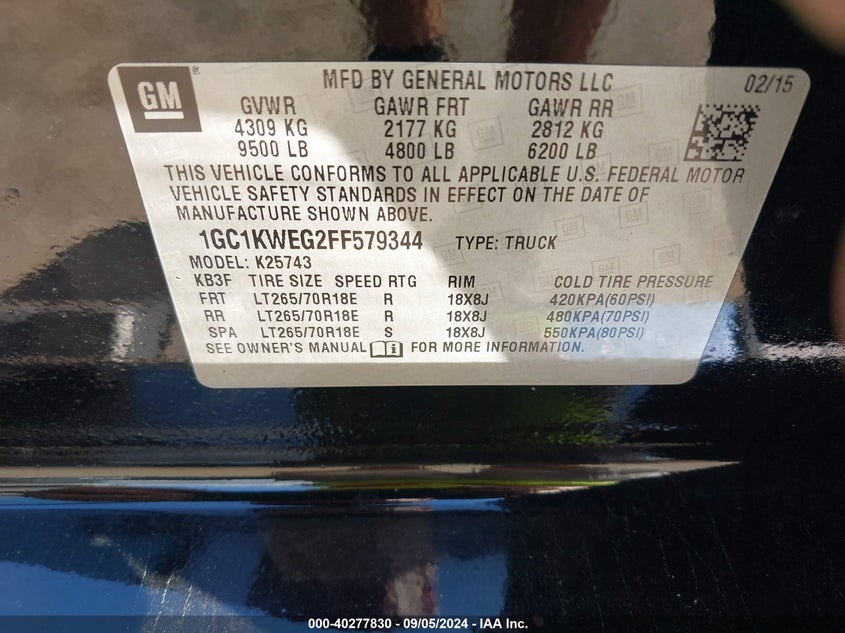 GM
MFD BY GENERAL MOTORS LLC 02/15
GVWR GAWR FRT GAWR RR
4309 KG 2177 KG 2812 KG
9500 LB 4800 LB 6200 LB
THIS VEHICLE CONFORMS TO ALL APPLICABLE U.S. FEDERAL MOTOR
VEHICLE SAFETY STANDARDS IN EFFECT ON THE DATE OF
MANUFACTURE SHOWN ABOVE.
1GC1KWEG2FF579344 TYPE: TRUCK
MODEL: K25743
KB3F TIRE SIZE SPEED RTG RIM COLD TIRE PRESSURE
FRT LT265/70R18E R 18X8J 420KPA(60PSI)
RR LT265/70R18E R 18X8J 480KPA(70PSI)
SPA LT265/70R18E S 18X8J 550KPA(80PSI)
SEE OWNER'S MANUAL FOR MORE INFORMATION.
000-40277830 - 09/05/2024 - IAA Inc.